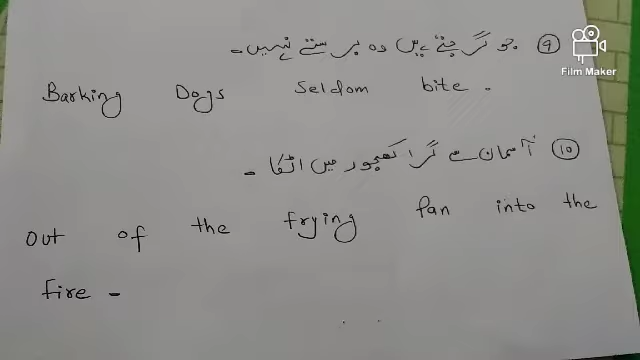 ⑨ جو گرجتے ہیں وہ برستے نہیں۔
Barking Dogs Seldom bite.
⑩ آسمان سے گرا کھجور میں اٹکا۔
Out of the frying Pan into the
fire -
Film Maker